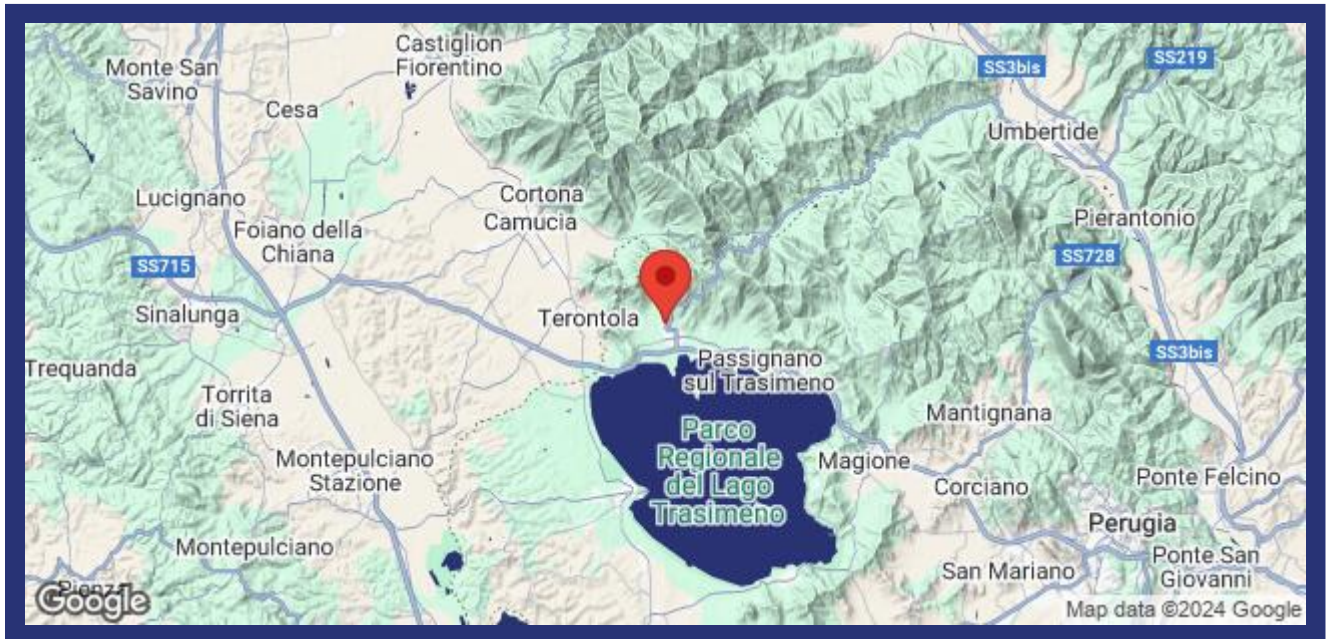 Castiglion
Fiorentino
SS219
SS3bis
Monte San
Savino
Cesa
Umbertide
Lucignano
Cortona
Camucia
Pierantonio
Foiano della
Chiana
SS728
SS715
Sinalunga
Terontola
SS3bis
Passignano
sul Trasimeno
Trequanda
Torrita
di Siena
Mantignana
Parco
Regionale
del Lago
Trasimeno
Montepulciano
Stazione
Magione
Corciano
Ponte Felcino
Perugia
Montepulciano
Ponte San
Giovanni
San Mariano
Pienza
Google
Map data ©2024 Google